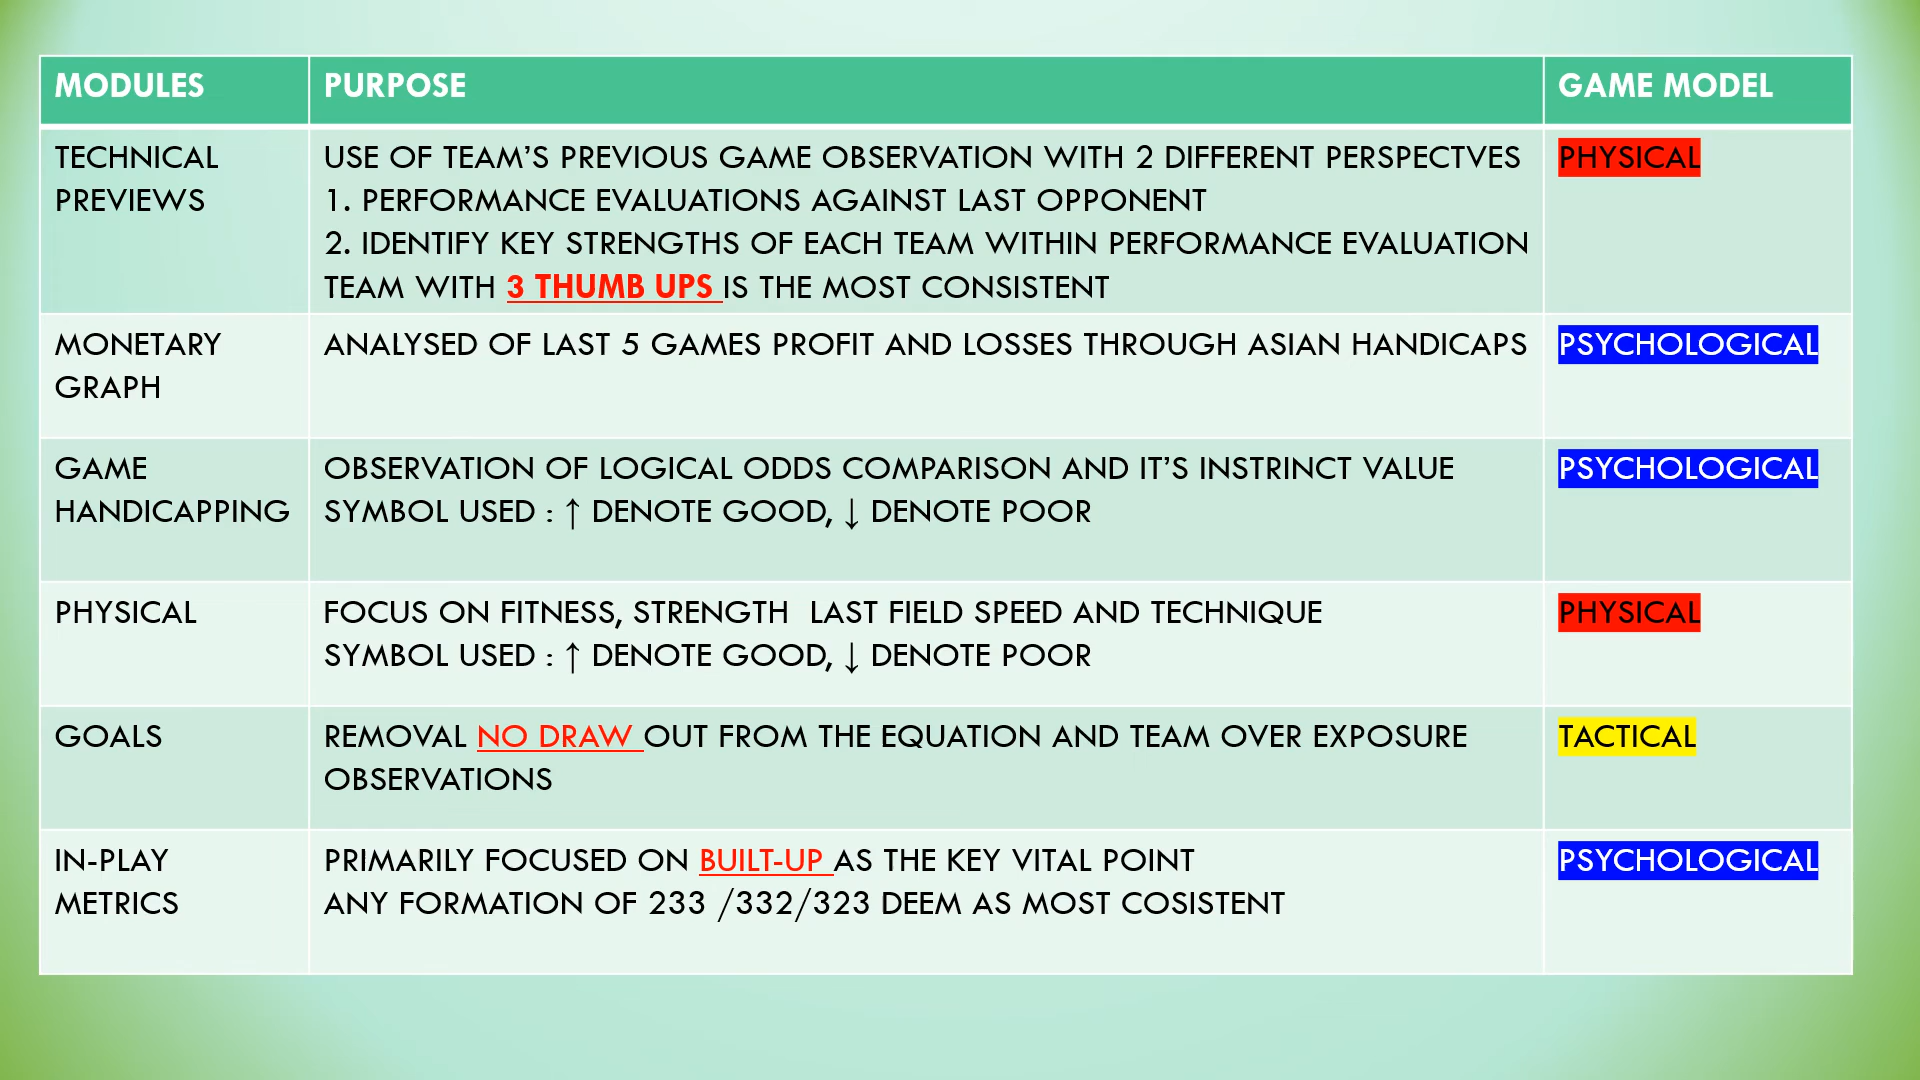 MODULES
PURPOSE
GAME MODEL
TECHNICAL
PREVIEWS
USE OF TEAM’S PREVIOUS GAME OBSERVATION WITH 2 DIFFERENT PERSPECTVES
1. PERFORMANCE EVALUATIONS AGAINST LAST OPPONENT
2. IDENTIFY KEY STRENGTHS OF EACH TEAM WITHIN PERFORMANCE EVALUATION
TEAM WITH 3 THUMB UPS IS THE MOST CONSISTENT
PHYSICAL
MONETARY
GRAPH
ANALYSED OF LAST 5 GAMES PROFIT AND LOSSES THROUGH ASIAN HANDICAPS
PSYCHOLOGICAL
GAME
HANDICAPPING
OBSERVATION OF LOGICAL ODDS COMPARISON AND IT’S INSTRINCT VALUE
SYMBOL USED : ↑ DENOTE GOOD, ↓ DENOTE POOR
PSYCHOLOGICAL
PHYSICAL
FOCUS ON FITNESS, STRENGTH  LAST FIELD SPEED AND TECHNIQUE
SYMBOL USED : ↑ DENOTE GOOD, ↓ DENOTE POOR
PHYSICAL
GOALS
REMOVAL NO DRAW OUT FROM THE EQUATION AND TEAM OVER EXPOSURE
OBSERVATIONS
TACTICAL
IN-PLAY
METRICS
PRIMARILY FOCUSED ON BUILT-UP AS THE KEY VITAL POINT
ANY FORMATION OF 233 /332/323 DEEM AS MOST COSISTENT
PSYCHOLOGICAL